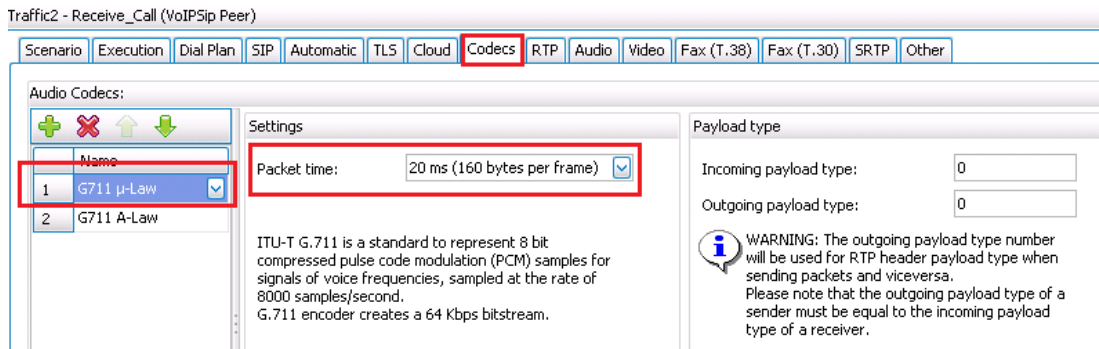 Traffic2 - Receive_Call (VoIPSip Peer)
Scenario Execution Dial Plan SIP Automatic TLS Cloud Codecs RTP Audio Video Fax (T.38) Fax (T.30) SRTP Other
Audio Codecs:
Name
1 G711 µ-Law
2 G711 A-Law
Settings
Packet time: 20 ms (160 bytes per frame)
ITU-T G.711 is a standard to represent 8 bit
compressed pulse code modulation (PCM) samples for
signals of voice frequencies, sampled at the rate of
8000 samples/second.
G.711 encoder creates a 64 Kbps bitstream.
Payload type
Incoming payload type: 0
Outgoing payload type: 0
WARNING: The outgoing payload type number
will be used for RTP header payload type when
sending packets and viceversa.
Please note that the outgoing payload type of a
sender must be equal to the incoming payload
type of a receiver.